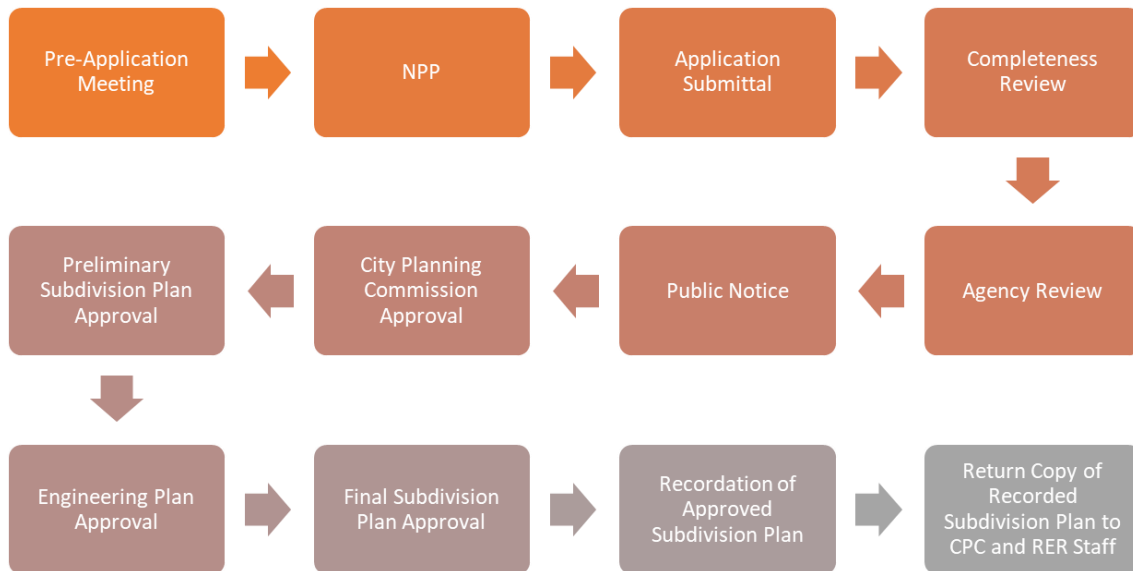 Pre-Application
Meeting
NPP
Application
Submittal
Completeness
Review
Agency Review
Public Notice
City Planning
Commission
Approval
Preliminary
Subdivision Plan
Approval
Engineering Plan
Approval
Final Subdivision
Plan Approval
Recordation of
Approved
Subdivision Plan
Return Copy of
Recorded
Subdivision Plan to
CPC and RER Staff